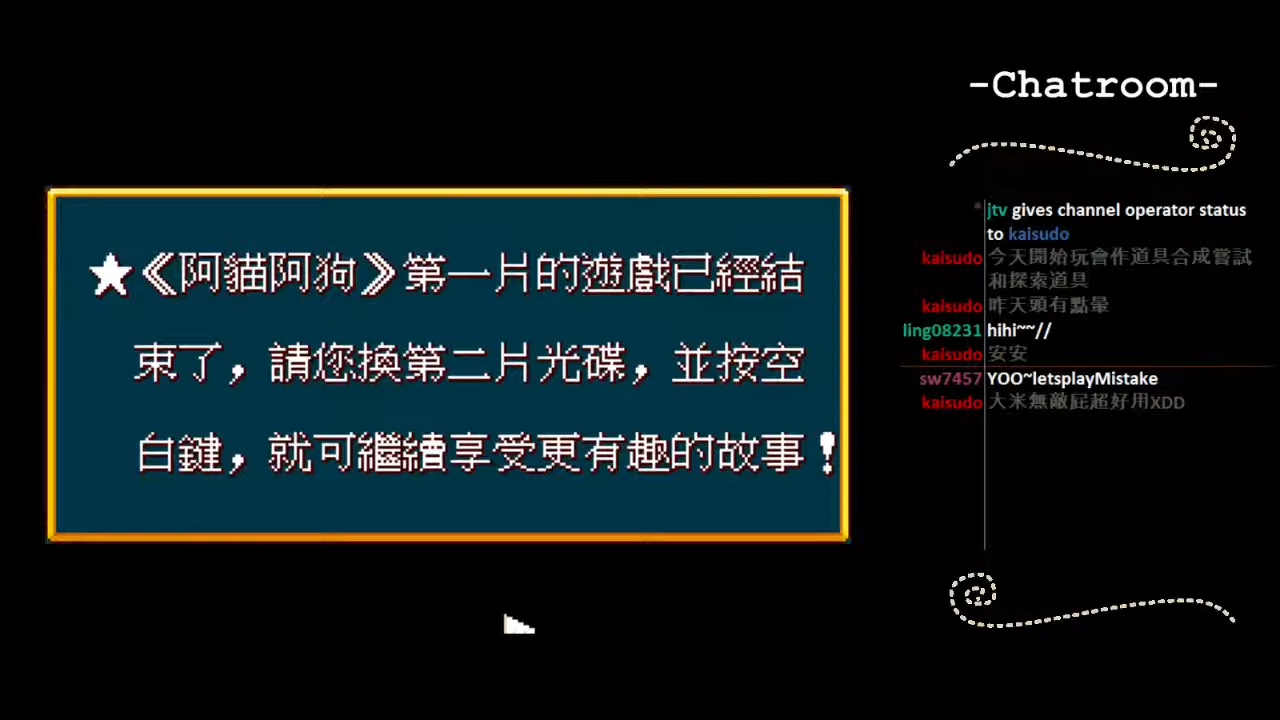 ★《阿貓阿狗》第一片的遊戲已經結
束了，請您換第二片光碟，並按空
白鍵，就可繼續享受更有趣的故事！
-Chatroom-
jtv gives channel operator status
to kaisudo
kaisudo 今天開始玩會作道具合成嘗試
和探索道具
kaisudo 昨天頭有點暈
ling08231 hihi~~//
kaisudo 安安
sw7457 YOO~letsplayMistake
kaisudo 大米無敵屁超好用XDD